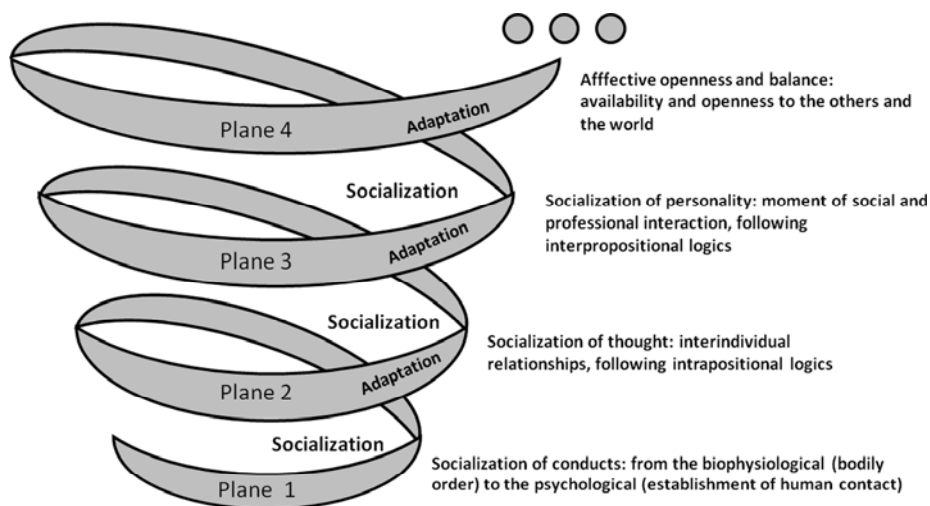 Afffective openness and balance:
availability and openness to the others and
the world
Plane 4
Adaptation
Socialization
Socialization of personality: moment of social and
professional interaction, following
interpropositional logics
Plane 3
Adaptation
Socialization
Socialization of thought: interindividual
relationships, following intrapositional logics
Plane 2
Adaptation
Socialization
Socialization of conducts: from the biophysiological (bodily
order) to the psychological (establishment of human contact)
Plane 1